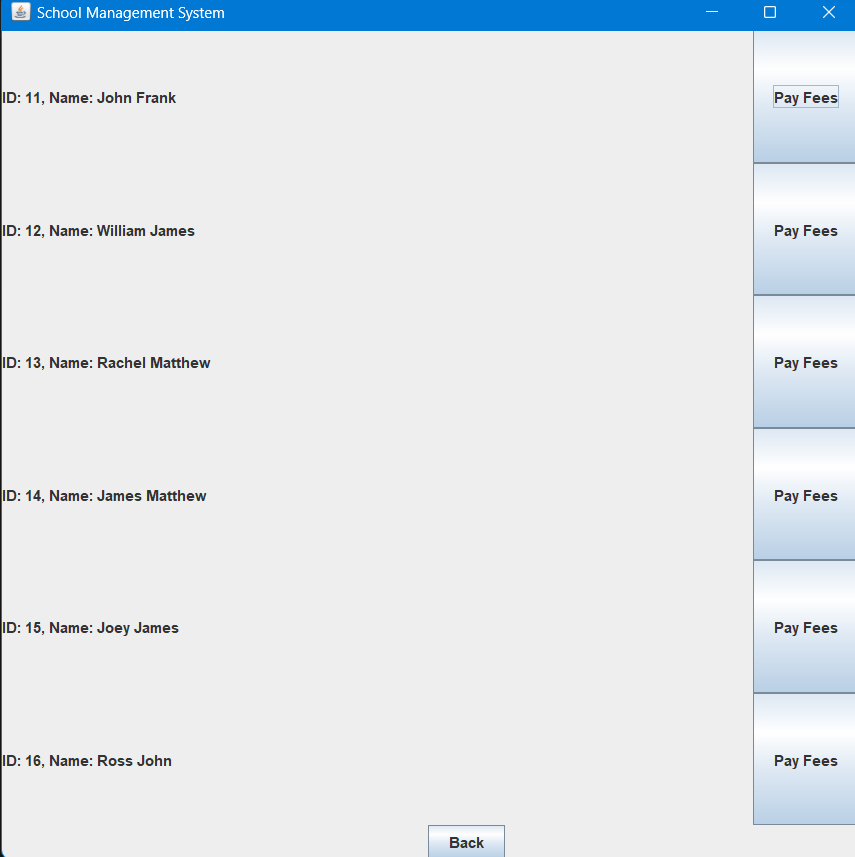 School Management System
ID: 11, Name: John Frank
Pay Fees
ID: 12, Name: William James
Pay Fees
ID: 13, Name: Rachel Matthew
Pay Fees
ID: 14, Name: James Matthew
Pay Fees
ID: 15, Name: Joey James
Pay Fees
ID: 16, Name: Ross John
Pay Fees
Back